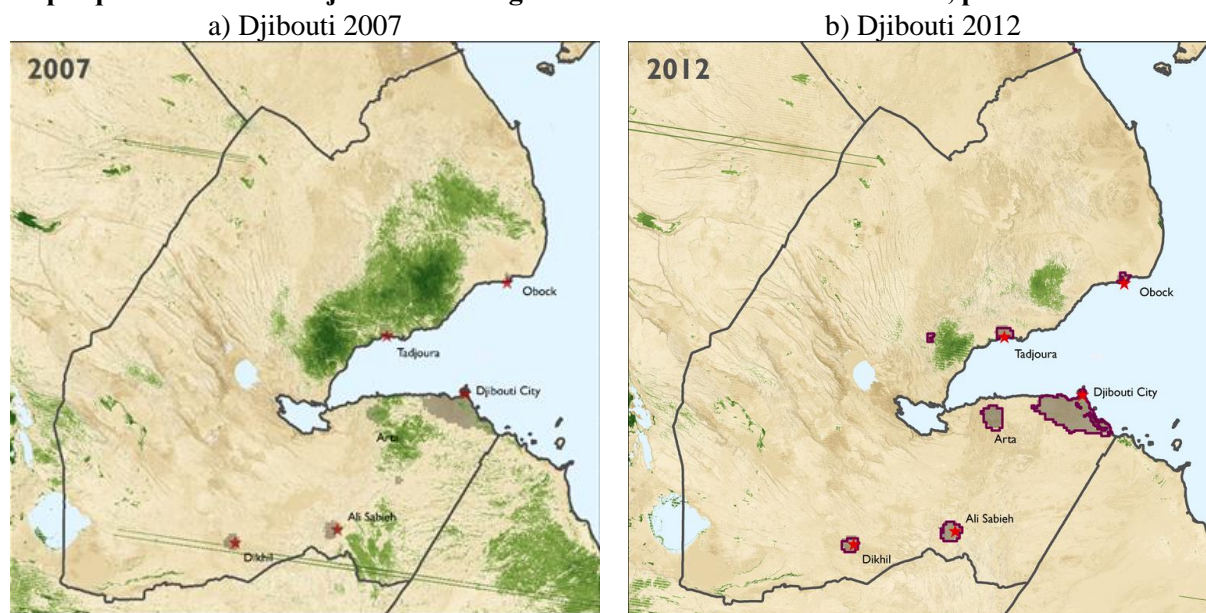 a) Djibouti 2007
b) Djibouti 2012
2007
Obock
Tadjoura
Djibouti City
Arta
Ali Sabieh
Dikhil
2012
Obock
Tadjoura
Djibouti City
Arta
Ali Sabieh
Dikhil